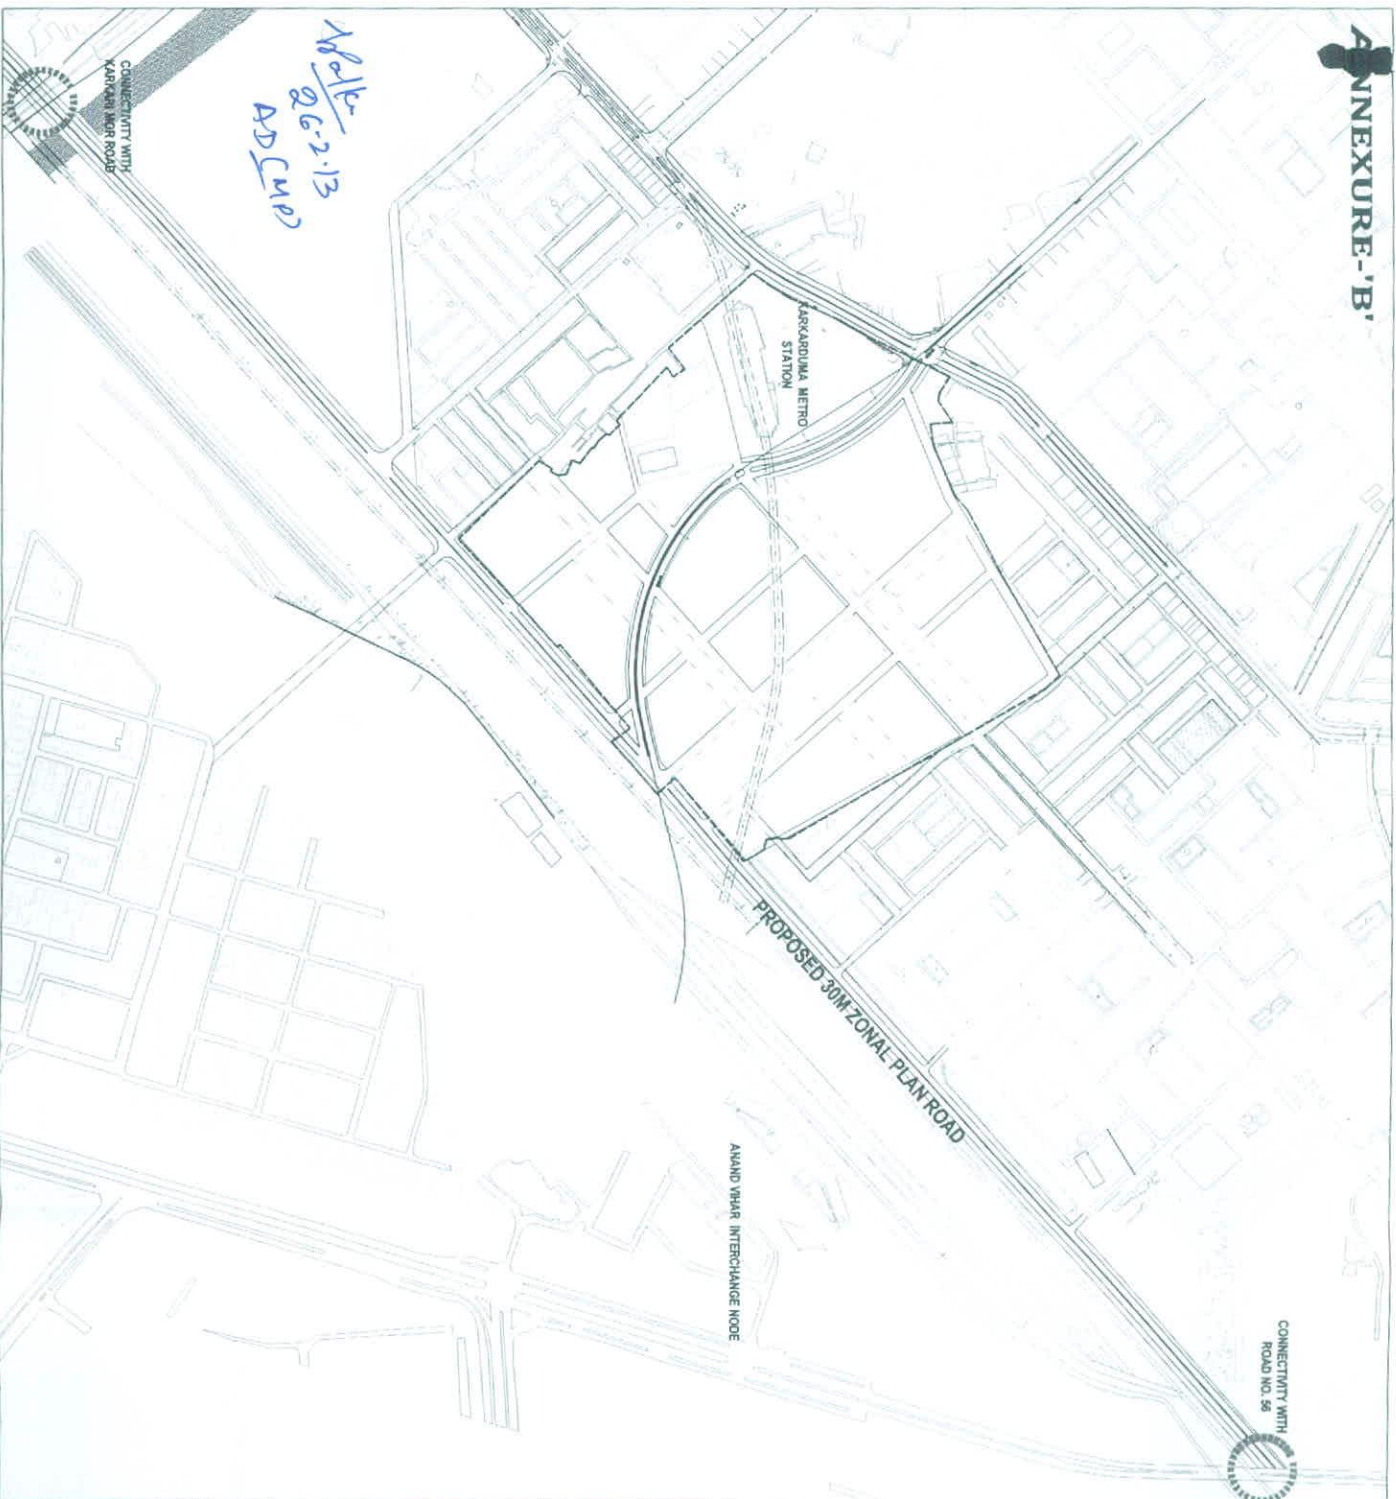 ANNEXURE-'B'
CONNECTIVITY WITH
KARKARI MOR ROAD
26-2-13
AD(MP)
KARKARDUMA METRO
STATION
PROPOSED 30M ZONAL PLAN ROAD
ANAND VIHAR INTERCHANGE NODE
CONNECTIVITY WITH
ROAD NO. 56